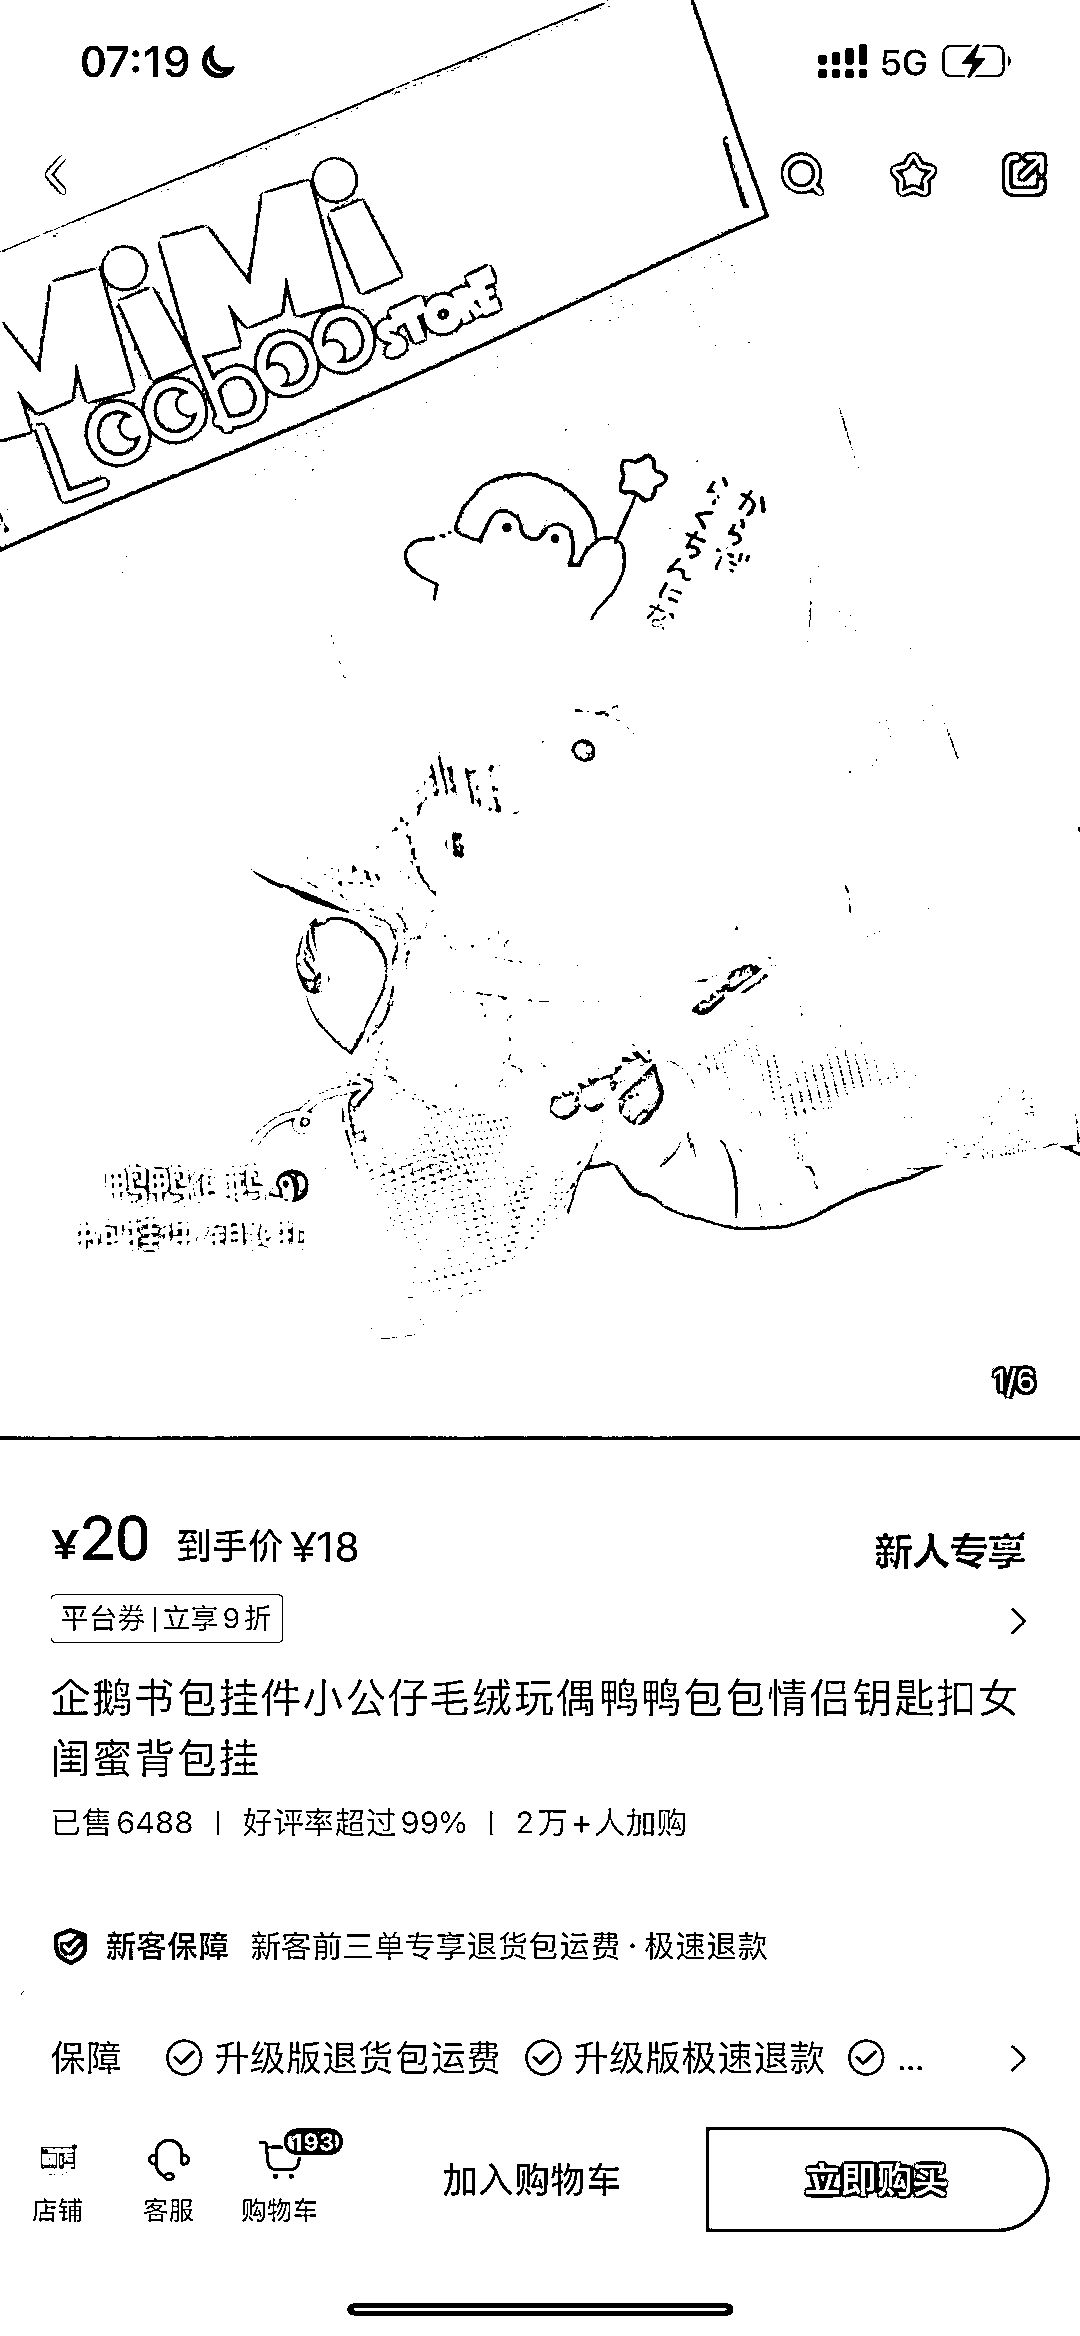 07:19
5G
MiMi
LOObOO STORE
1/6
¥20 到手价 ¥18
新人专享
平台券|立享9折
企鹅书包挂件小公仔毛绒玩偶鸭鸭包包情侣钥匙扣女
闺蜜背包挂
已售6488 | 好评率超过99% | 2万+人加购
新客保障 新客前三单专享退货包运费·极速退款
保障 升级版退货包运费 升级版极速退款 ...
193
店铺 客服 购物车 加入购物车 立即购买